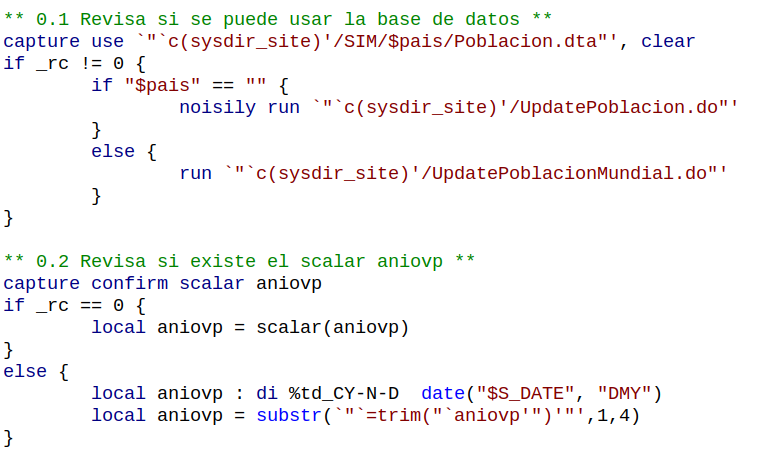 ** 0.1 Revisa si se puede usar la base de datos **
capture use `"`c(sysdir_site)'/SIM/$pais/Poblacion.dta"', clear
if _rc != 0 {
        if "$pais" == "" {
                noisily run `"`c(sysdir_site)'/UpdatePoblacion.do"'
        }
        else {
                run `"`c(sysdir_site)'/UpdatePoblacionMundial.do"'
        }
}

** 0.2 Revisa si existe el scalar aniovp **
capture confirm scalar aniovp
if _rc == 0 {
        local aniovp = scalar(aniovp)
}
else {
        local aniovp : di %td_CY-N-D  date("$S_DATE", "DMY")
        local aniovp = substr(`"`=trim("`aniovp'")'"',1,4)
}